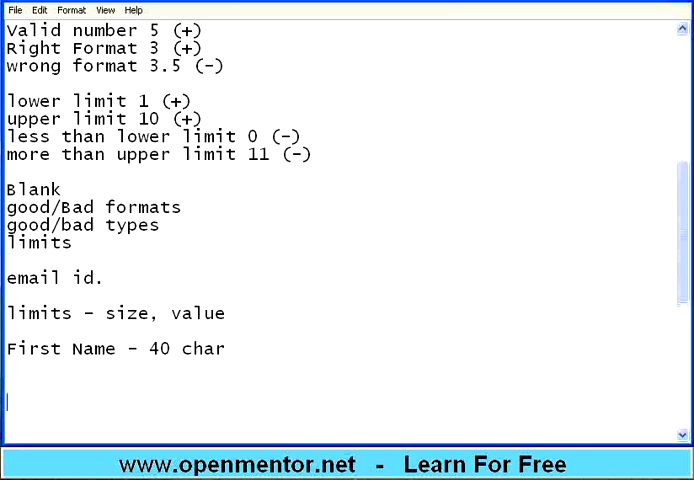 File Edit Format View Help
Valid number 5 (+)
Right Format 3 (+)
wrong format 3.5 (-)
lower limit 1 (+)
upper limit 10 (+)
less than lower limit 0 (-)
more than upper limit 11 (-)
Blank
good/Bad formats
good/bad types
limits
email id.
limits - size, value
First Name - 40 char
www.openmentor.net - Learn For Free